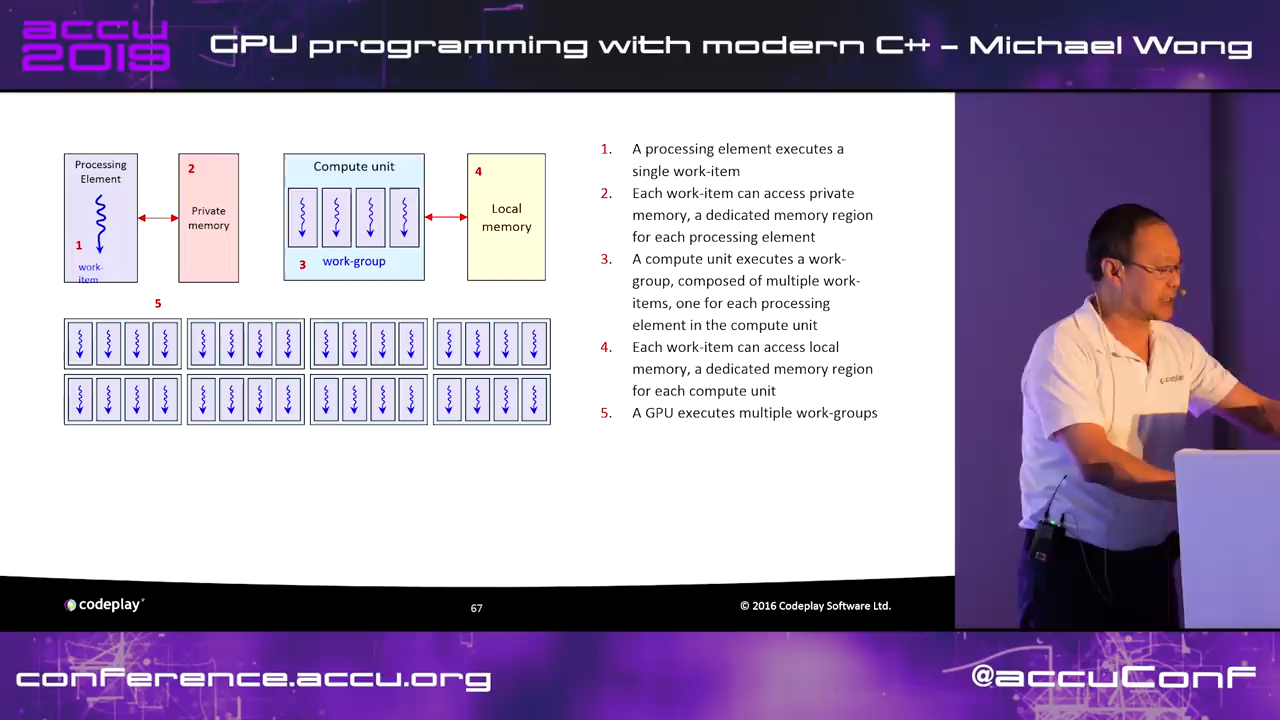 accu
2019
GPU programming with modern C++ – Michael Wong
Processing
Element
1
work-
item
2
Private
memory
Compute unit
3
work-group
4
Local
memory
5
1. A processing element executes a
single work-item
2. Each work-item can access private
memory, a dedicated memory region
for each processing element
3. A compute unit executes a work-
group, composed of multiple work-
items, one for each processing
element in the compute unit
4. Each work-item can access local
memory, a dedicated memory region
for each compute unit
5. A GPU executes multiple work-groups
codeplay
codeplay
67
© 2016 Codeplay Software Ltd.
conference.accu.org
@accuConf